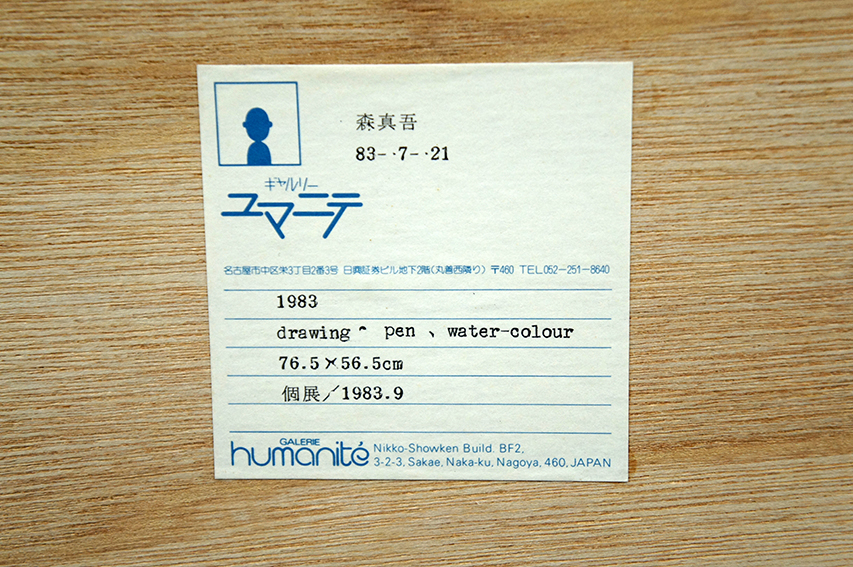 森真吾
83-・7-・21
ギャルリー
ユマニテ
名古屋市中区栄3丁目2番3号 日興証券ビル地下2階(丸善西隣り) 〒460 TEL052-251-8640
1983
drawing ^ pen 、water-colour
76.5×56.5cm
個展/1983.9
GALERIE
humanité
Nikko-Showken Build. BF2,
3-2-3, Sakae, Naka-ku, Nagoya, 460, JAPAN